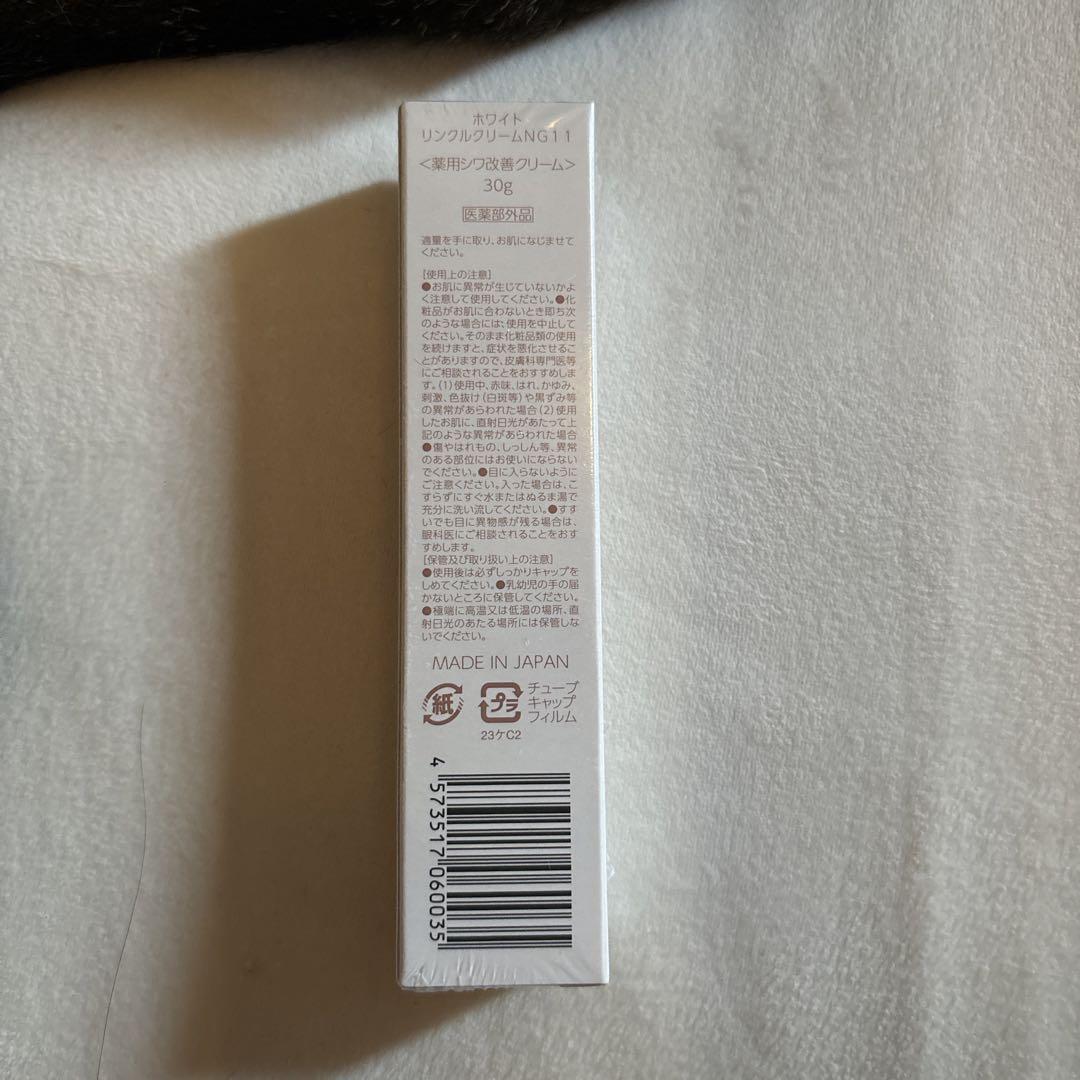 ホワイト
リンクルクリームNG11
<薬用シワ改善クリーム>
30g
医薬部外品
適量を手に取り、お肌になじませて
ください。
[使用上の注意]
●お肌に異常が生じていないかよ
く注意して使用してください。●化
粧品がお肌に合わないとき即ち次
のような場合には、使用を中止して
ください。そのまま化粧品類の使用
を続けますと、症状を悪化させるこ
とがありますので、皮膚科専門医等
にご相談されることをおすすめしま
す。(1)使用中、赤味、はれ、かゆみ、
刺激、色抜け(白斑等)や黒ずみ等
の異常があらわれた場合(2)使用
したお肌に、直射日光があたって上
記のような異常があらわれた場合
●傷やはれもの、しっしん等、異常
のある部位にはお使いにならない
でください。●目に入らないように
ご注意ください。入った場合は、こ
すらずにすぐ水またはぬるま湯で
充分に洗い流してください。●すす
いでも目に異物感が残る場合は、
眼科医にご相談されることをおす
すめします。
[保管及び取り扱い上の注意]
●使用後は必ずしっかりキャップを
しめてください。●乳幼児の手の届
かないところに保管してください。
●極端に高温又は低温の場所、直
射日光のあたる場所には保管しな
いでください。
MADE IN JAPAN
紙
プラ
チューブ
キャップ
フィルム
23ケC2
4 573517 060035